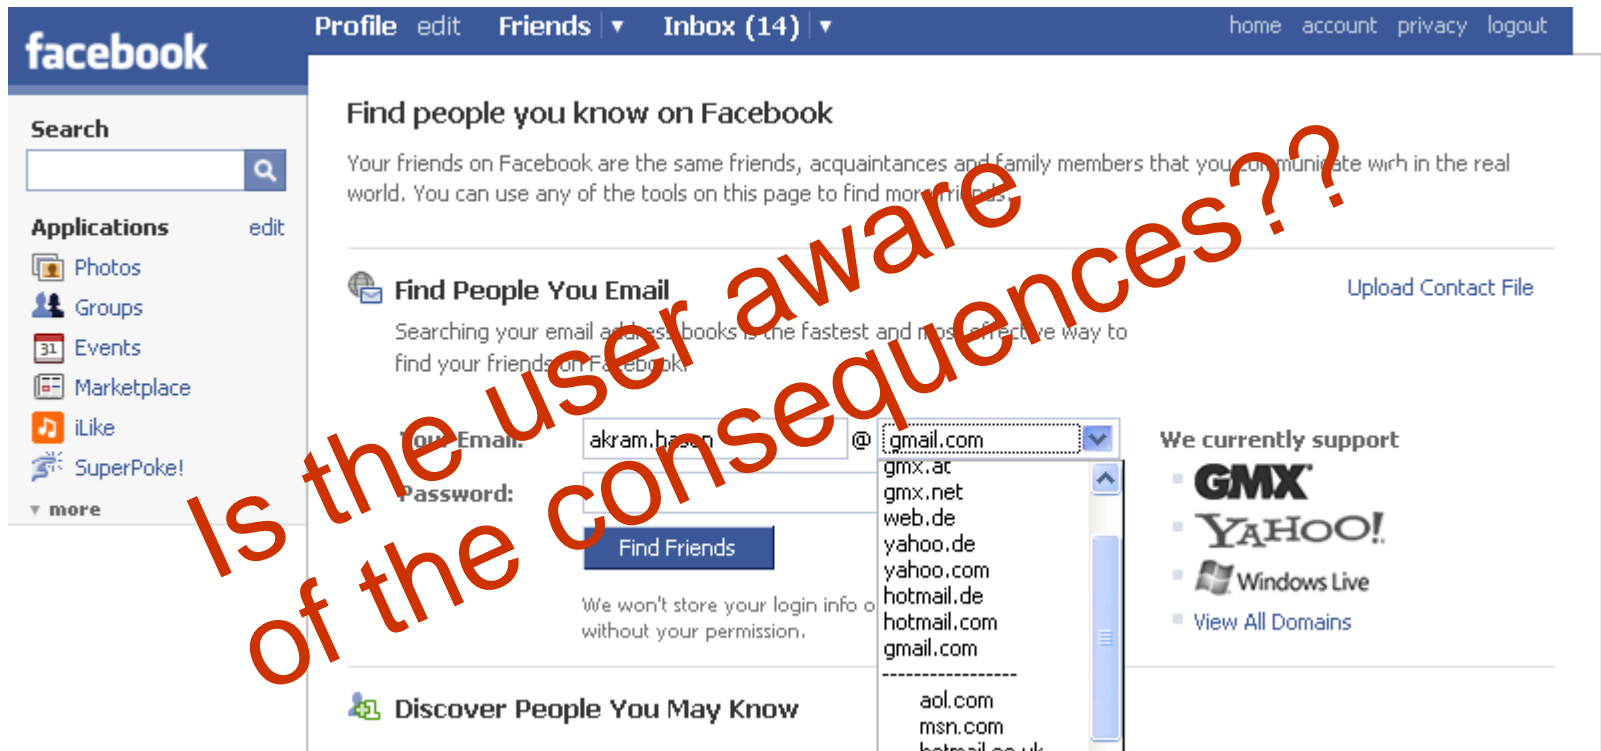 facebook
Profile edit Friends Inbox (14) home account privacy logout
Search
Applications edit
Photos
Groups
31 Events
Marketplace
iLike
SuperPoke!
more
Find people you know on Facebook
Your friends on Facebook are the same friends, acquaintances and family members that you communicate with in the real
world. You can use any of the tools on this page to find more friends.
Find People You Email
Upload Contact File
Searching your email address books is the fastest and most effective way to
find your friends on Facebook.
Your Email: akram.hasan @ gmail.com
Password:
gmx.at
gmx.net
web.de
yahoo.de
yahoo.com
hotmail.de
hotmail.com
gmail.com
-----------------
aol.com
msn.com
hotmail.co.uk
Find Friends
We won't store your login info
without your permission.
We currently support
GMX
YAHOO!
Windows Live
View All Domains
Discover People You May Know
Is the user aware
of the consequences??